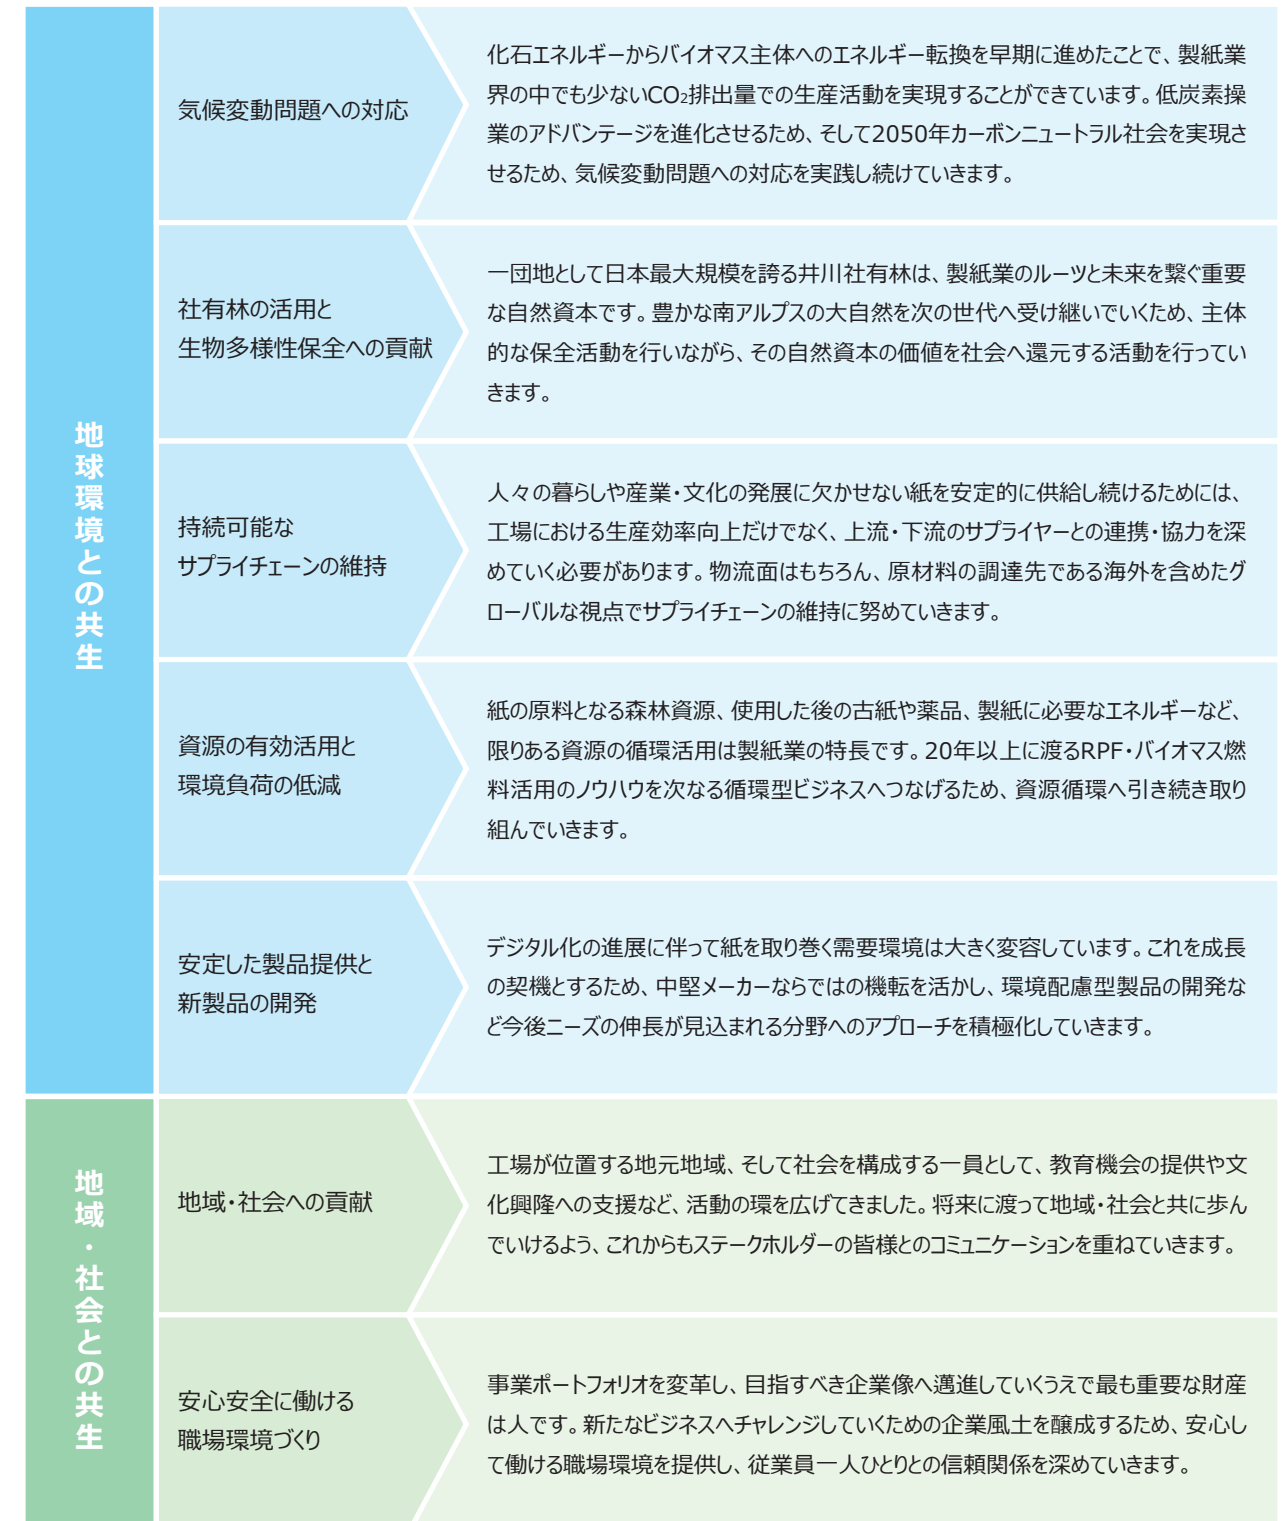 地球環境との共生
気候変動問題への対応
化石エネルギーからバイオマス主体へのエネルギー転換を早期に進めたことで、製紙業
界の中でも少ないCO₂排出量での生産活動を実現することができています。低炭素操
業のアドバンテージを進化させるため、そして2050年カーボンニュートラル社会を実現さ
せるため、気候変動問題への対応を実践し続けていきます。
社有林の活用と
生物多様性保全への貢献
一団地として日本最大規模を誇る井川社有林は、製紙業のルーツと未来を繋ぐ重要
な自然資本です。豊かな南アルプスの大自然を次の世代へ受け継いでいくため、主体
的な保全活動を行いながら、その自然資本の価値を社会へ還元する活動を行ってい
きます。
持続可能な
サプライチェーンの維持
人々の暮らしや産業・文化の発展に欠かせない紙を安定的に供給し続けるためには、
工場における生産効率向上だけでなく、上流・下流のサプライヤーとの連携・協力を深
めていく必要があります。物流面はもちろん、原材料の調達先である海外を含めたグ
ローバルな視点でサプライチェーンの維持に努めていきます。
資源の有効活用と
環境負荷の低減
紙の原料となる森林資源、使用した後の古紙や薬品、製紙に必要なエネルギーなど、
限りある資源の循環活用は製紙業の特長です。20年以上に渡るRPF・バイオマス燃
料活用のノウハウを次なる循環型ビジネスへつなげるため、資源循環へ引き続き取り
組んでいきます。
安定した製品提供と
新製品の開発
デジタル化の進展に伴って紙を取り巻く需要環境は大きく変容しています。これを成長
の契機とするため、中堅メーカーならではの機転を活かし、環境配慮型製品の開発な
ど今後ニーズの伸長が見込まれる分野へのアプローチを積極化していきます。
地域・社会との共生
地域・社会への貢献
工場が位置する地元地域、そして社会を構成する一員として、教育機会の提供や文
化興隆への支援など、活動の環を広げてきました。将来に渡って地域・社会と共に歩ん
でいけるよう、これからもステークホルダーの皆様とのコミュニケーションを重ねていきます。
安心安全に働ける
職場環境づくり
事業ポートフォリオを変革し、目指すべき企業像へ邁進していくうえで最も重要な財産
は人です。新たなビジネスへチャレンジしていくための企業風土を醸成するため、安心し
て働ける職場環境を提供し、従業員一人ひとりとの信頼関係を深めていきます。